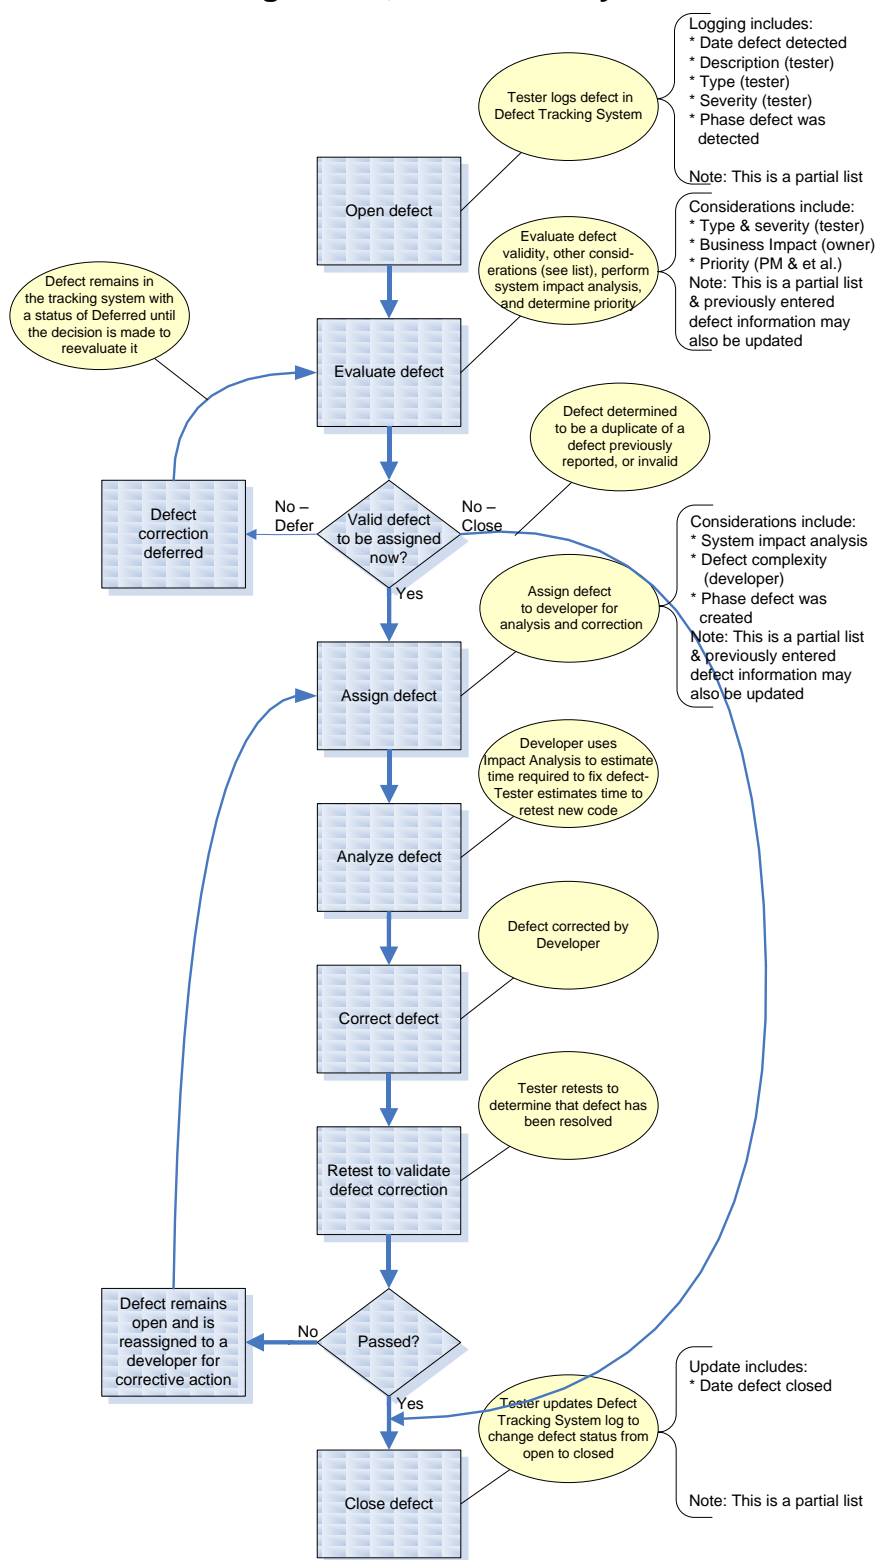 Logging includes:
* Date defect detected
* Description (tester)
* Type (tester)
* Severity (tester)
* Phase defect was
detected
Note: This is a partial list
Tester logs defect in
Defect Tracking System
Open defect
Considerations include:
* Type & severity (tester)
* Business Impact (owner)
* Priority (PM & et al.)
Note: This is a partial list
& previously entered
defect information may
also be updated
Evaluate defect
validity, other consid-
erations (see list), perform
system impact analysis,
and determine priority
Defect remains in
the tracking system with
a status of Deferred until
the decision is made to
reevaluate it
Evaluate defect
Defect determined
to be a duplicate of a
defect previously
reported, or invalid
No –
Defer
No –
Close
Valid defect
to be assigned
now?
Defect
correction
deferred
Yes
Considerations include:
* System impact analysis
* Defect complexity
(developer)
* Phase defect was
created
Note: This is a partial list
& previously entered
defect information may
also be updated
Assign defect
to developer for
analysis and correction
Assign defect
Developer uses
Impact Analysis to estimate
time required to fix defect-
Tester estimates time to
retest new code
Analyze defect
Defect corrected by
Developer
Correct defect
Tester retests to
determine that defect has
been resolved
Retest to validate
defect correction
Defect remains
open and is
reassigned to a
developer for
corrective action
No
Passed?
Yes
Update includes:
* Date defect closed
Note: This is a partial list
Tester updates Defect
Tracking System log to
change defect status from
open to closed
Close defect